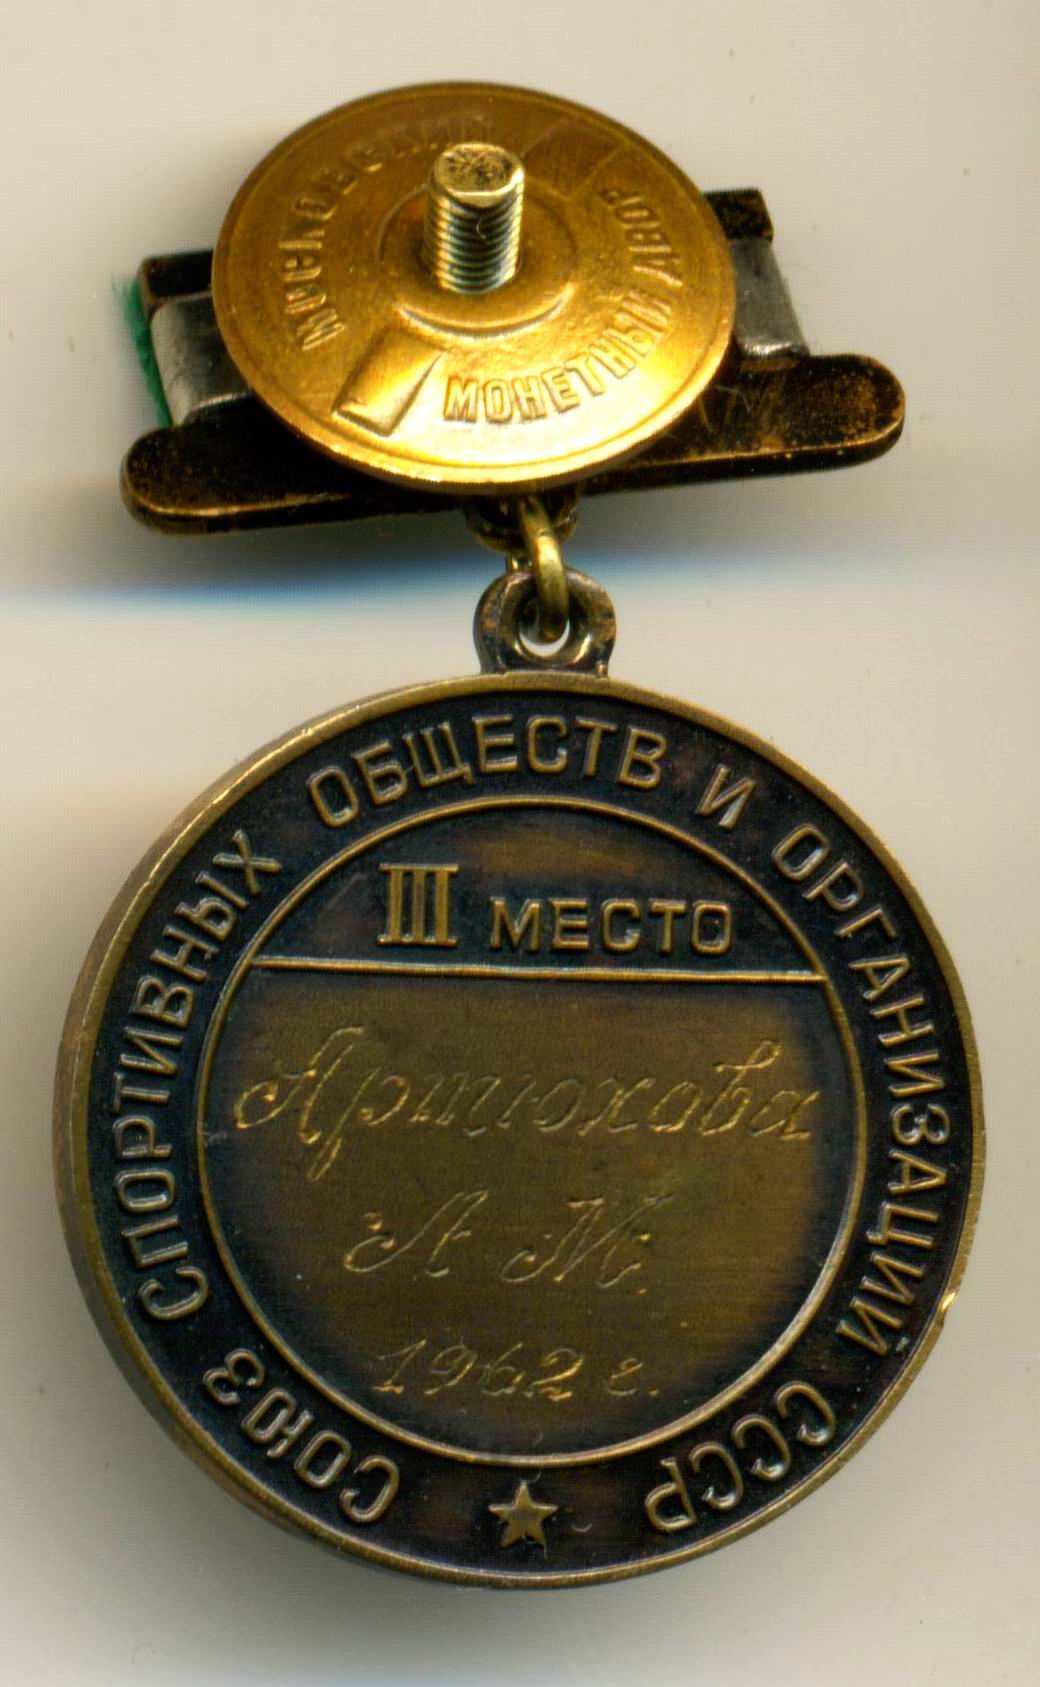 МОСКОВСКИЙ
МОНЕТНЫЙ ДВОР
СОЮЗ СПОРТИВНЫХ ОБЩЕСТВ И ОРГАНИЗАЦИЙ СССР
III МЕСТО
Артюхова
А М.
1962 г.